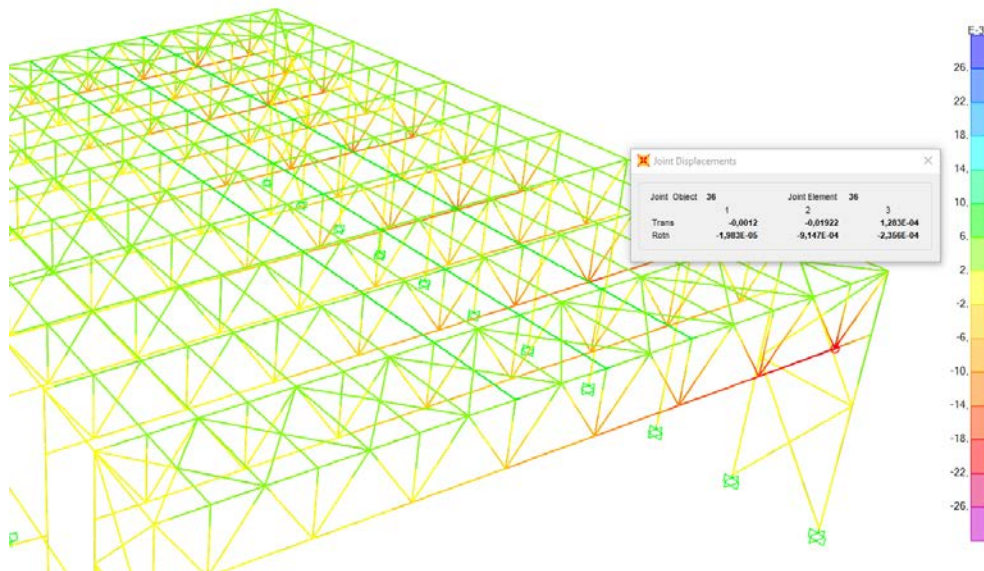 E-3
26,
22,
18,
14,
10,
6,
2,
-2,
-6,
-10,
-14,
-18,
-22,
-26,
Joint Displacements
Joint Object 36 Joint Element 36
1 2 3
Trans -0,0012 -0,01922 1,283E-04
Rotn -1,983E-05 -9,147E-04 -2,356E-04